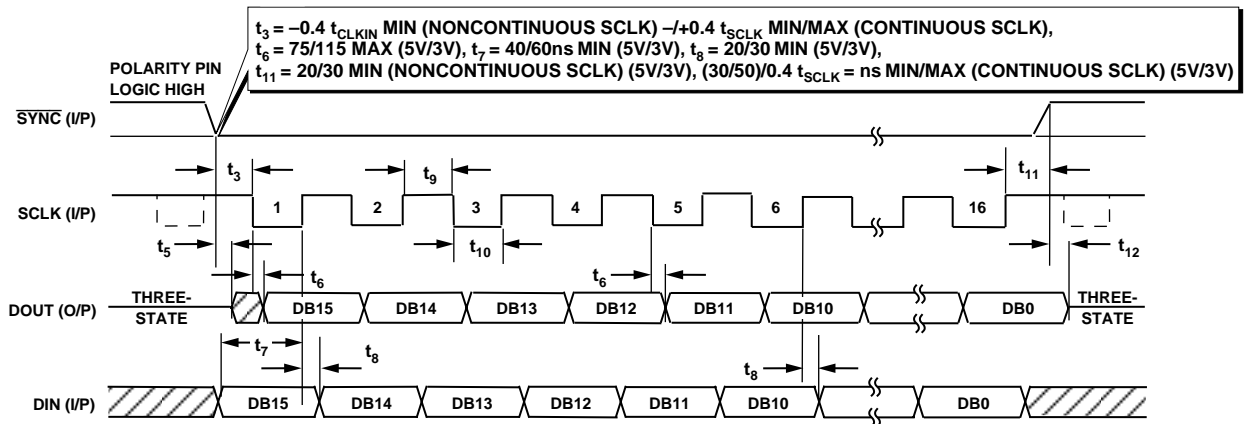 t3 = –0.4 tCLKIN MIN (NONCONTINUOUS SCLK) –/+0.4 tSCLK MIN/MAX (CONTINUOUS SCLK),
t6 = 75/115 MAX (5V/3V), t7 = 40/60ns MIN (5V/3V), t8 = 20/30 MIN (5V/3V),
t11 = 20/30 MIN (NONCONTINUOUS SCLK) (5V/3V), (30/50)/0.4 tSCLK = ns MIN/MAX (CONTINUOUS SCLK) (5V/3V)
POLARITY PIN
LOGIC HIGH
SYNC (I/P)
t3
t9
t11
SCLK (I/P)
1 2 3 4 5 6 16
t5
t10
t12
t6
t6
THREE-
STATE
DOUT (O/P)
DB15 DB14 DB13 DB12 DB11 DB10 DB0
THREE-
STATE
t7
t8
t8
DIN (I/P)
DB15 DB14 DB13 DB12 DB11 DB10 DB0